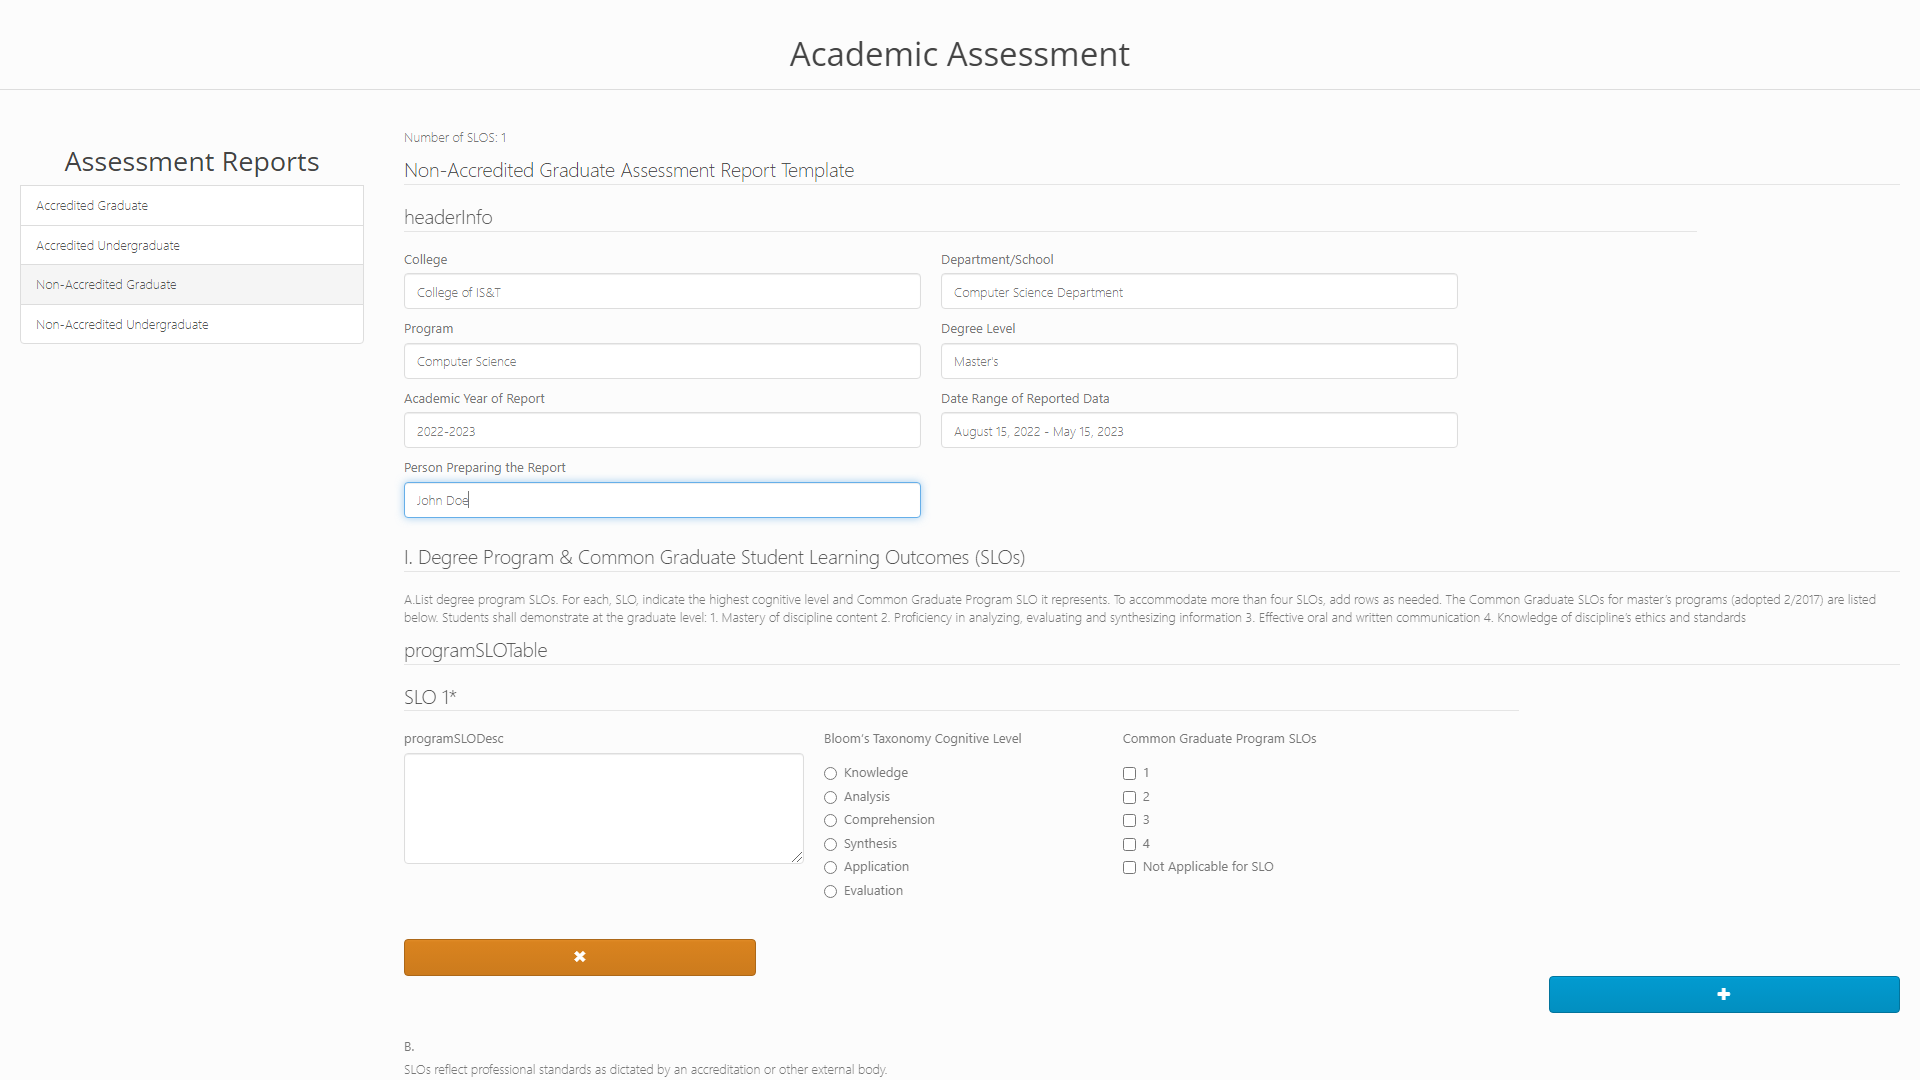 Academic Assessment
Assessment Reports
Accredited Graduate
Accredited Undergraduate
Non-Accredited Graduate
Non-Accredited Undergraduate
Number of SLOS: 1
Non-Accredited Graduate Assessment Report Template
headerInfo
College
Department/School
College of IS&T
Computer Science Department
Program
Degree Level
Computer Science
Master's
Academic Year of Report
Date Range of Reported Data
2022-2023
August 15, 2022 - May 15, 2023
Person Preparing the Report
John Doe
I. Degree Program & Common Graduate Student Learning Outcomes (SLOs)
A.List degree program SLOs. For each, SLO, indicate the highest cognitive level and Common Graduate Program SLO it represents. To accommodate more than four SLOs, add rows as needed. The Common Graduate SLOs for master's programs (adopted 2/2017) are listed
below. Students shall demonstrate at the graduate level: 1. Mastery of discipline content 2. Proficiency in analyzing, evaluating and synthesizing information 3. Effective oral and written communication 4. Knowledge of discipline's ethics and standards
programSLOTable
SLO 1*
programSLODesc
Bloom's Taxonomy Cognitive Level
Knowledge
Analysis
Comprehension
Synthesis
Application
Evaluation
Common Graduate Program SLOs
1
2
3
4
Not Applicable for SLO
B.
SLOs reflect professional standards as dictated by an accreditation or other external body.